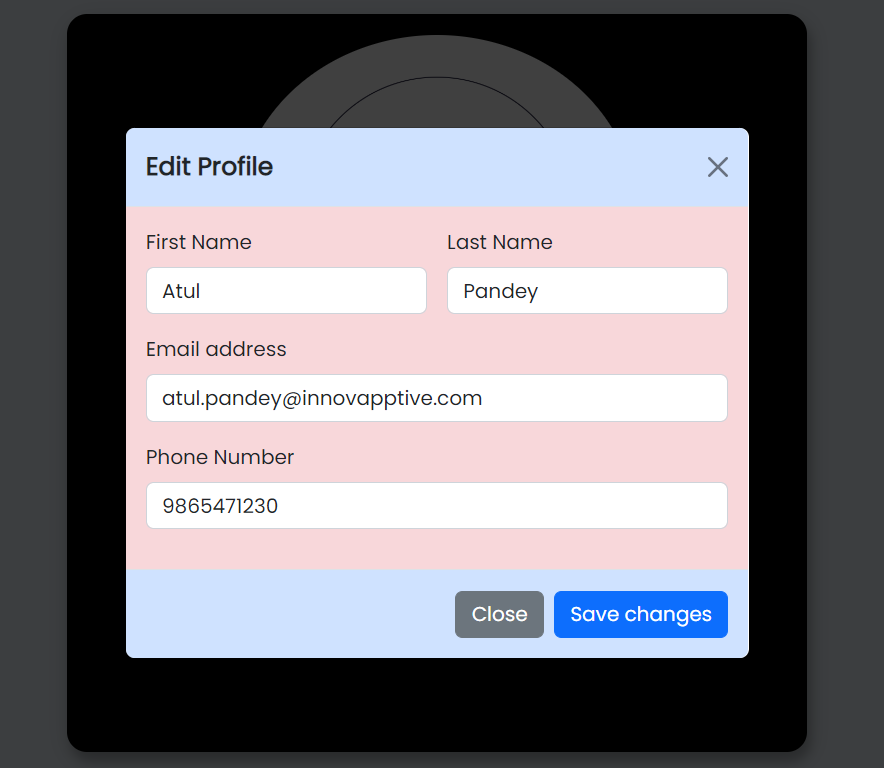 Edit Profile
First Name Last Name
Atul Pandey
Email address
atul.pandey@innovapptive.com
Phone Number
9865471230
Close Save changes